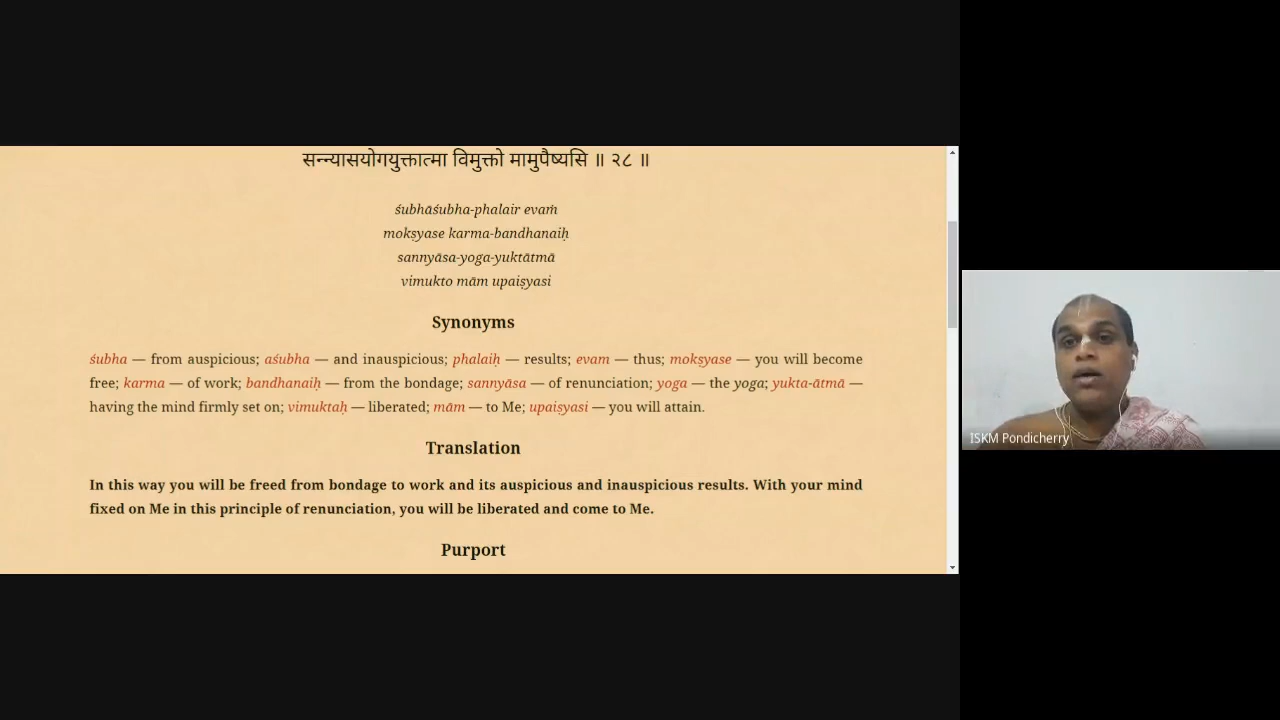 सन्न्यासयोगयुक्तात्मा विमुक्तो मामुपैष्यसि ॥ २८ ॥
śubhāśubha-phalair evaṁ
mokṣyase karma-bandhanaiḥ
sannyāsa-yoga-yuktātmā
vimukto mām upaiṣyasi
Synonyms
śubha — from auspicious; aśubha — and inauspicious; phalaiḥ — results; evam — thus; mokṣyase — you will become
free; karma — of work; bandhanaiḥ — from the bondage; sannyāsa — of renunciation; yoga — the yoga; yukta-ātmā —
having the mind firmly set on; vimuktaḥ — liberated; mām — to Me; upaiṣyasi — you will attain.
Translation
In this way you will be freed from bondage to work and its auspicious and inauspicious results. With your mind
fixed on Me in this principle of renunciation, you will be liberated and come to Me.
Purport
ISKM Pondicherry